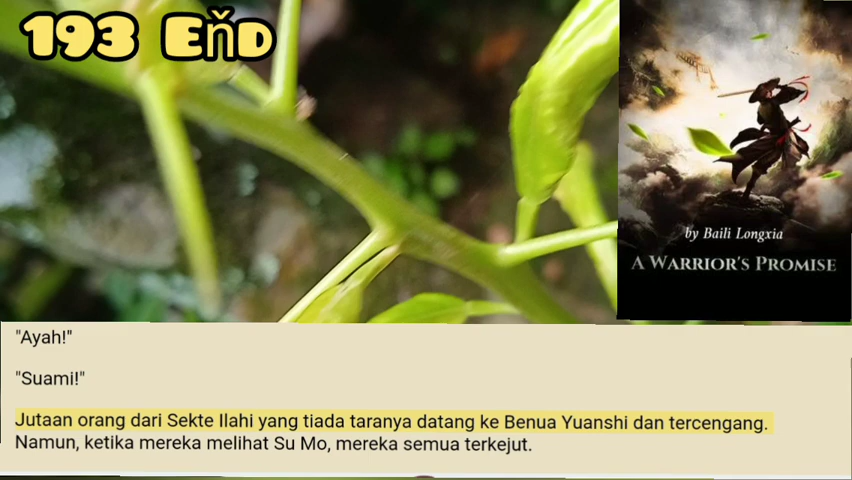 193 Eňd
by Baili Longxia
A Warrior's Promise
"Ayah!"
"Suami!"
Jutaan orang dari Sekte Ilahi yang tiada taranya datang ke Benua Yuanshi dan tercengang.
Namun, ketika mereka melihat Su Mo, mereka semua terkejut.